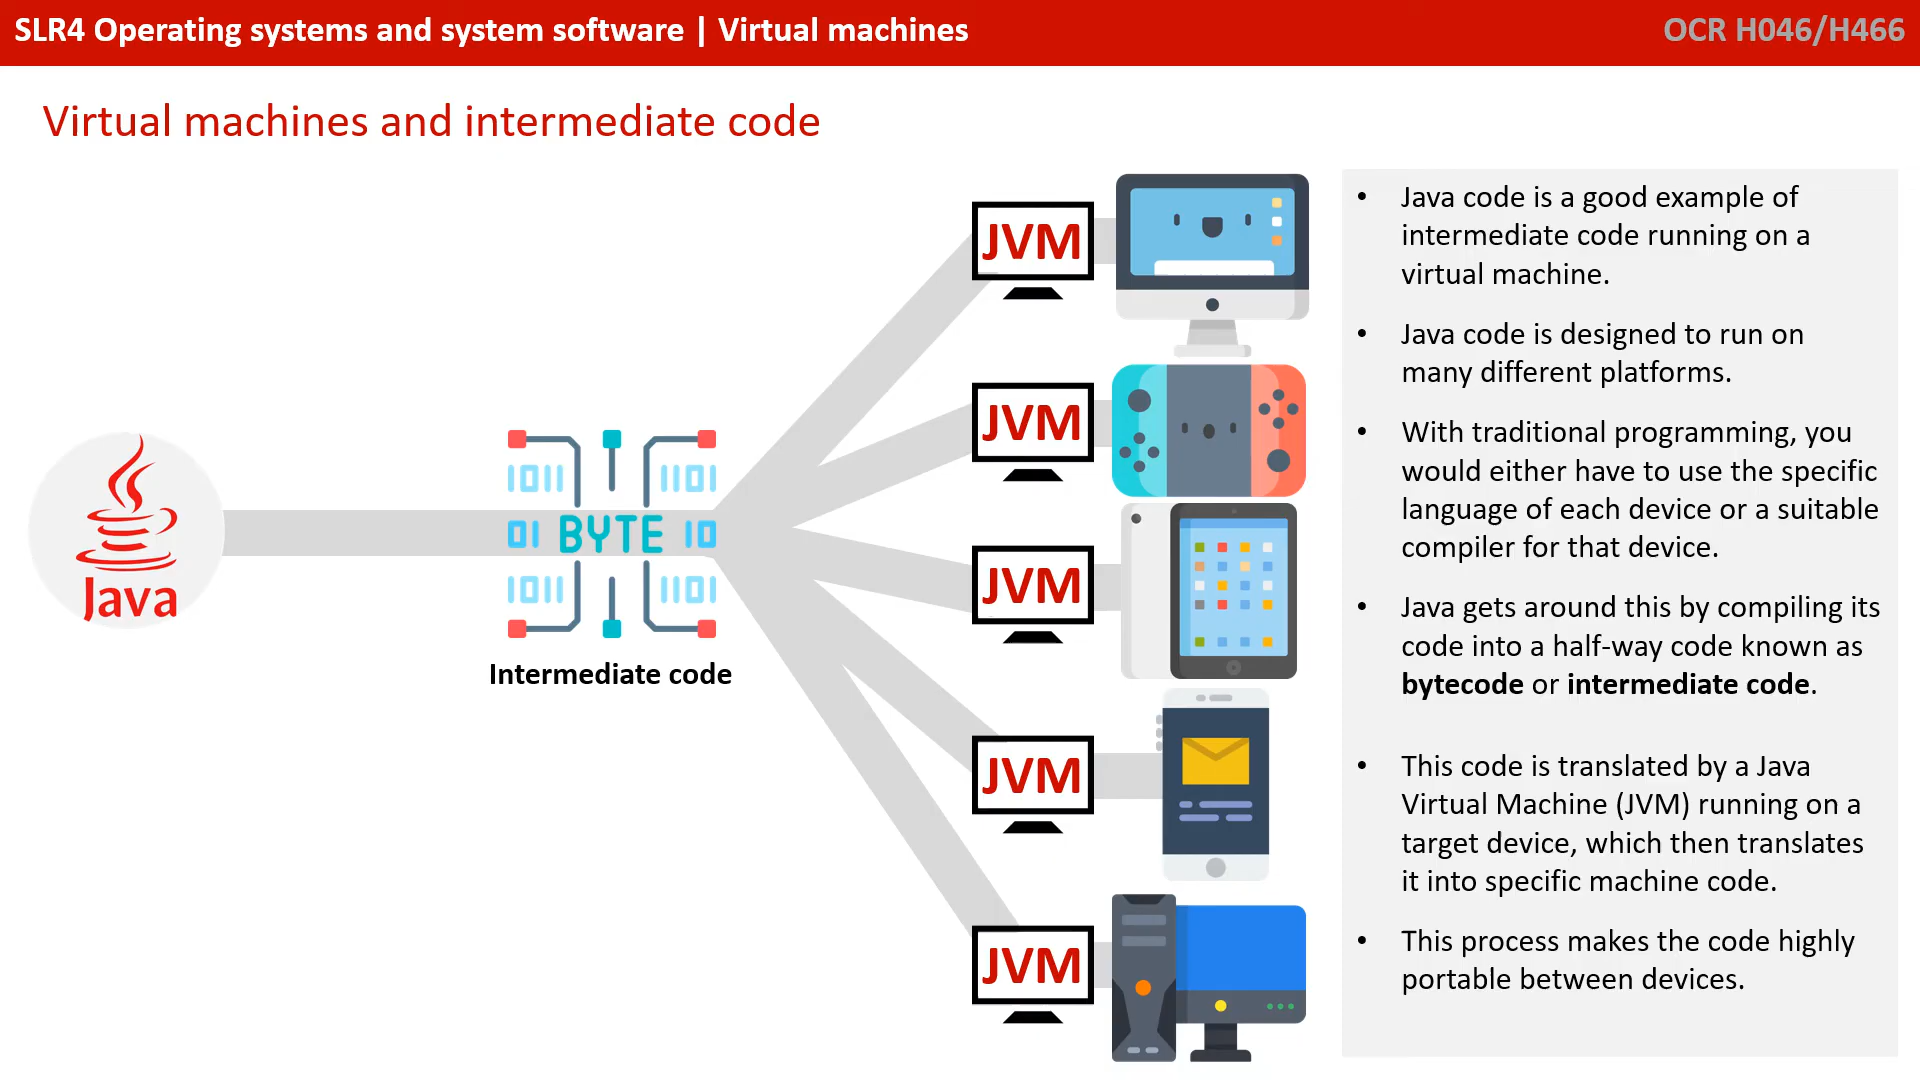 SLR4 Operating systems and system software | Virtual machines
OCR H046/H466
Virtual machines and intermediate code
Java
1011 1101
01 BYTE 10
1011 1101
Intermediate code
JVM
JVM
JVM
JVM
JVM
• Java code is a good example of
intermediate code running on a
virtual machine.
• Java code is designed to run on
many different platforms.
• With traditional programming, you
would either have to use the specific
language of each device or a suitable
compiler for that device.
• Java gets around this by compiling its
code into a half-way code known as
bytecode or intermediate code.
• This code is translated by a Java
Virtual Machine (JVM) running on a
target device, which then translates
it into specific machine code.
• This process makes the code highly
portable between devices.